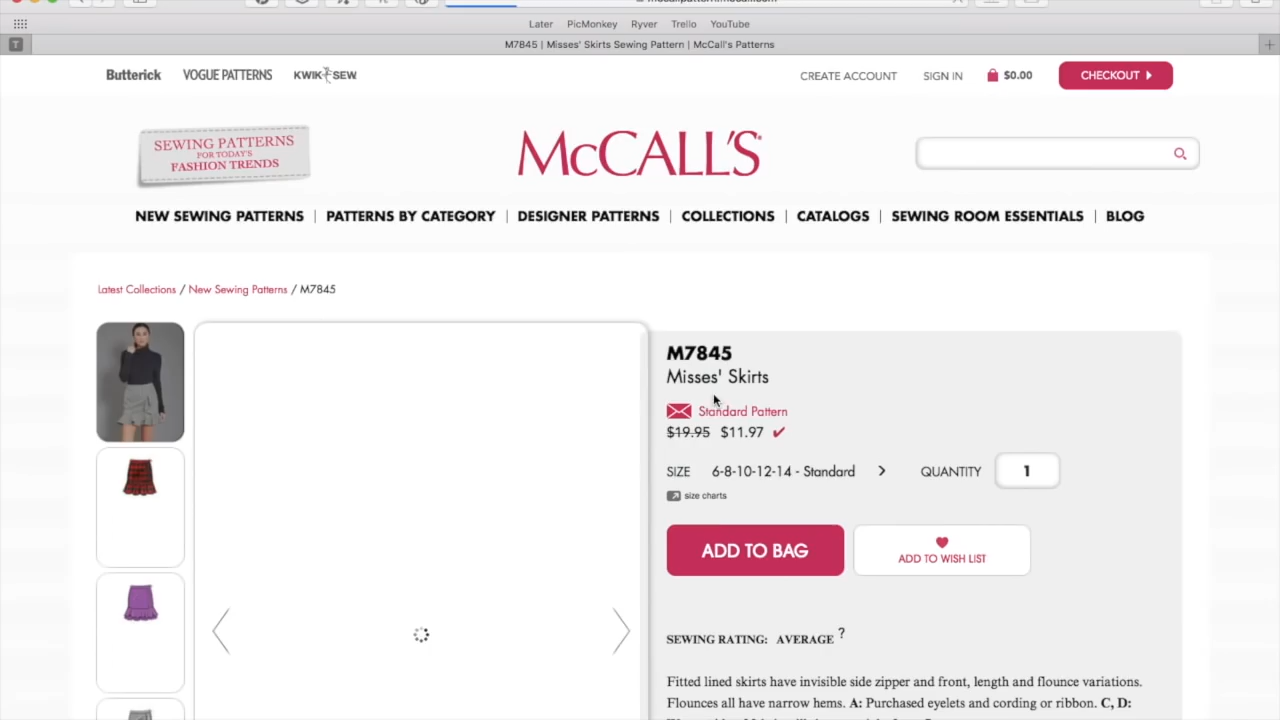 Later PicMonkey Ryver Trello YouTube
T M7845 | Misses' Skirts Sewing Pattern | McCall's Patterns
Butterick VOGUE PATTERNS KWIK SEW CREATE ACCOUNT SIGN IN $0.00 CHECKOUT
SEWING PATTERNS
FOR TODAY'S
FASHION TRENDS
McCALL'S
NEW SEWING PATTERNS | PATTERNS BY CATEGORY | DESIGNER PATTERNS | COLLECTIONS | CATALOGS | SEWING ROOM ESSENTIALS | BLOG
Latest Collections / New Sewing Patterns / M7845
M7845
Misses' Skirts
Standard Pattern
$19.95 $11.97
SIZE 6-8-10-12-14 - Standard QUANTITY 1
size charts
ADD TO BAG
ADD TO WISH LIST
SEWING RATING: AVERAGE ?
Fitted lined skirts have invisible side zipper and front, length and flounce variations.
Flounces all have narrow hems. A: Purchased eyelets and cording or ribbon. C, D: